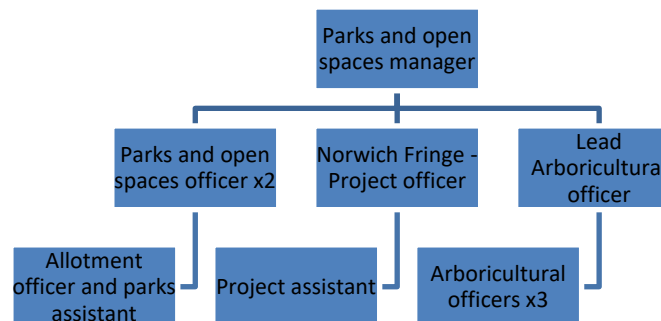 Parks and open
spaces manager
Parks and open
spaces officer x2
Norwich Fringe -
Project officer
Lead
Arboricultura
officer
Allotment
officer and parks
assistant
Project assistant
Arboricultural
officers x3